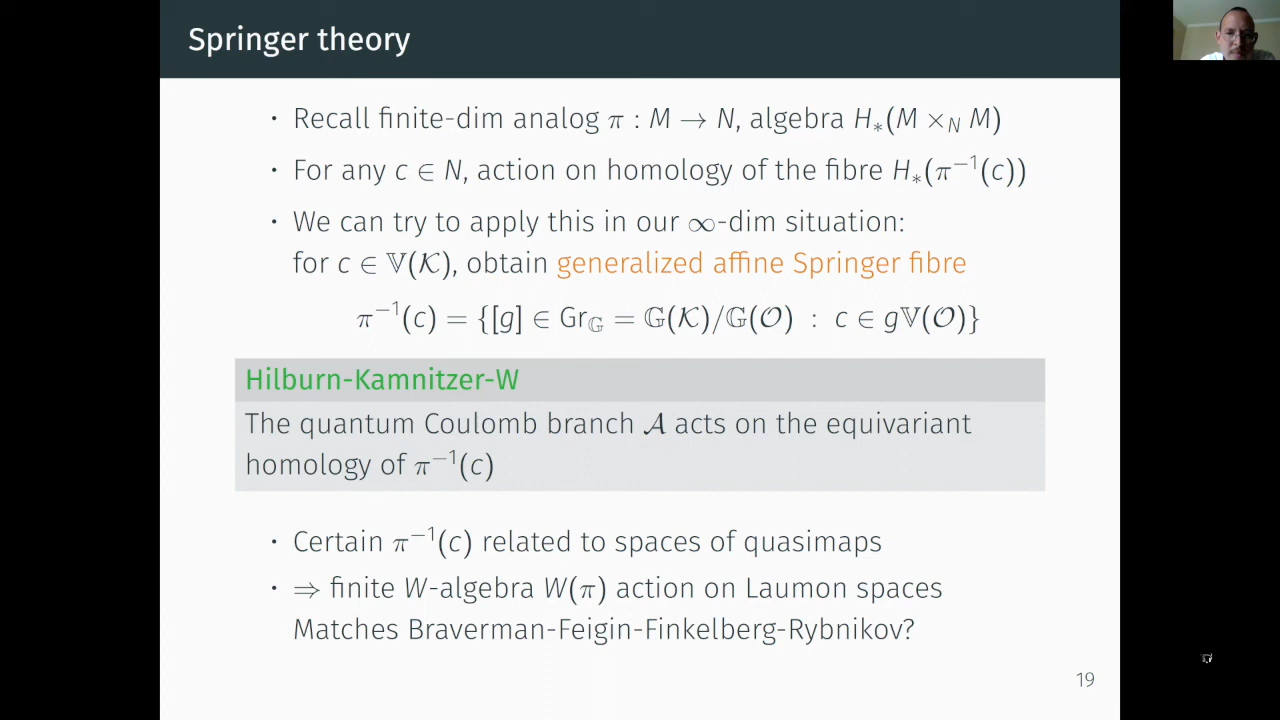 Springer theory
· Recall finite-dim analog π : M → N, algebra H∗(M ×N M)
· For any c ∈ N, action on homology of the fibre H∗(π⁻¹(c))
· We can try to apply this in our ∞-dim situation:
for c ∈ 𝕍(𝒦), obtain generalized affine Springer fibre
π⁻¹(c) = {[g] ∈ Gr𝔾 = 𝔾(𝒦)/𝔾(𝒪) : c ∈ g𝕍(𝒪)}
Hilburn-Kamnitzer-W
The quantum Coulomb branch 𝒜 acts on the equivariant
homology of π⁻¹(c)
· Certain π⁻¹(c) related to spaces of quasimaps
· ⇒ finite W-algebra W(π) action on Laumon spaces
Matches Braverman-Feigin-Finkelberg-Rybnikov?
19